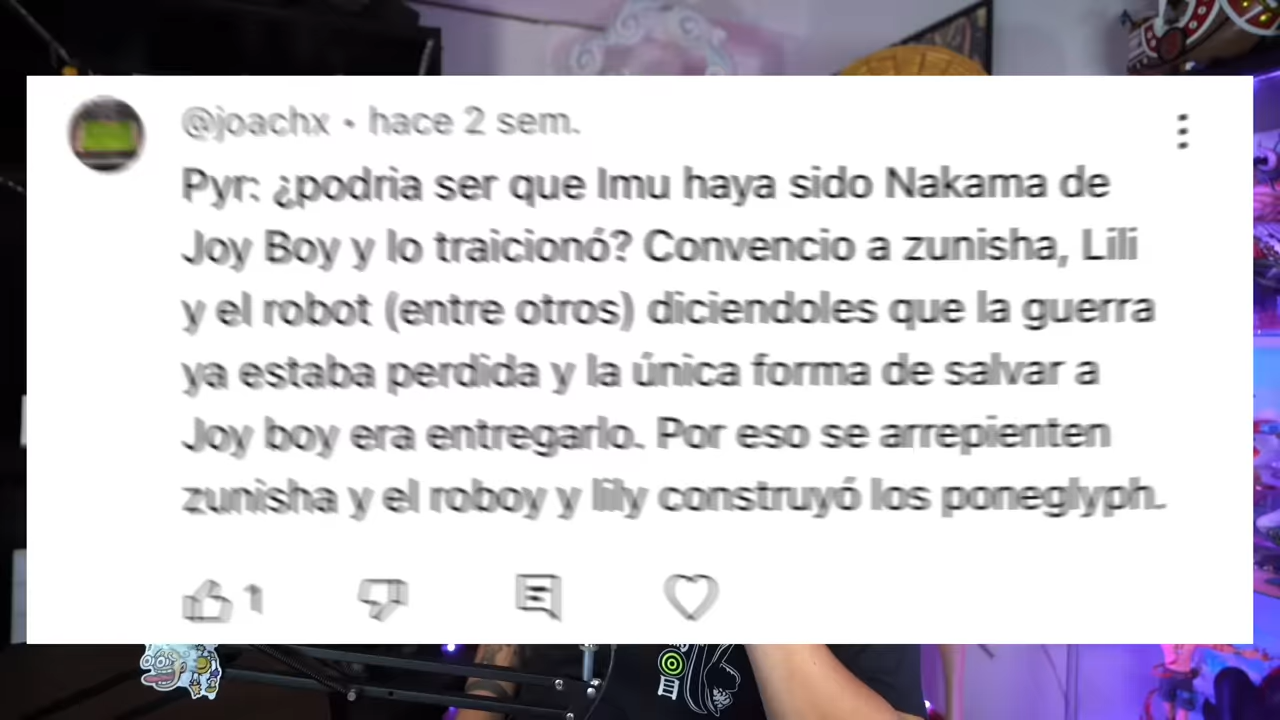 @joachx • hace 2 sem.
Pyr: ¿podria ser que Imu haya sido Nakama de
Joy Boy y lo traicionó? Convencio a zunisha, Lili
y el robot (entre otros) diciendoles que la guerra
ya estaba perdida y la única forma de salvar a
Joy boy era entregarlo. Por eso se arrepienten
zunisha y el roboy y lily construyó los poneglyph.
1